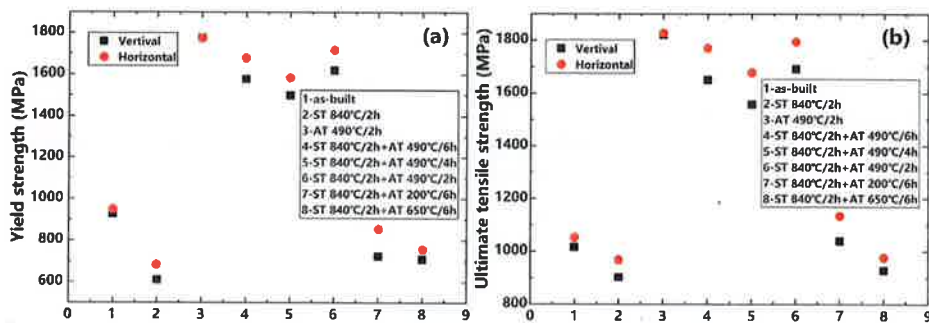 (a)
Vertival
Horizontal
Yield strength (MPa)
1800
1600
1400
1200
1000
800
600
1-as-built
2-ST 840℃/2h
3-AT 490℃/2h
4-ST 840℃/2h+AT 490℃/6h
5-ST 840℃/2h+AT 490℃/4h
6-ST 840℃/2h+AT 490℃/2h
7-ST 840℃/2h+AT 200℃/6h
8-ST 840℃/2h+AT 650℃/6h
0 1 2 3 4 5 6 7 8 9
(b)
Vertival
Horizontal
Ultimate tensile strength (MPa)
1800
1600
1400
1200
1000
800
1-as-built
2-ST 840℃/2h
3-AT 490℃/2h
4-ST 840℃/2h+AT 490℃/6h
5-ST 840℃/2h+AT 490℃/4h
6-ST 840℃/2h+AT 490℃/2h
7-ST 840℃/2h+AT 200℃/6h
8-ST 840℃/2h+AT 650℃/6h
0 1 2 3 4 5 6 7 8 9